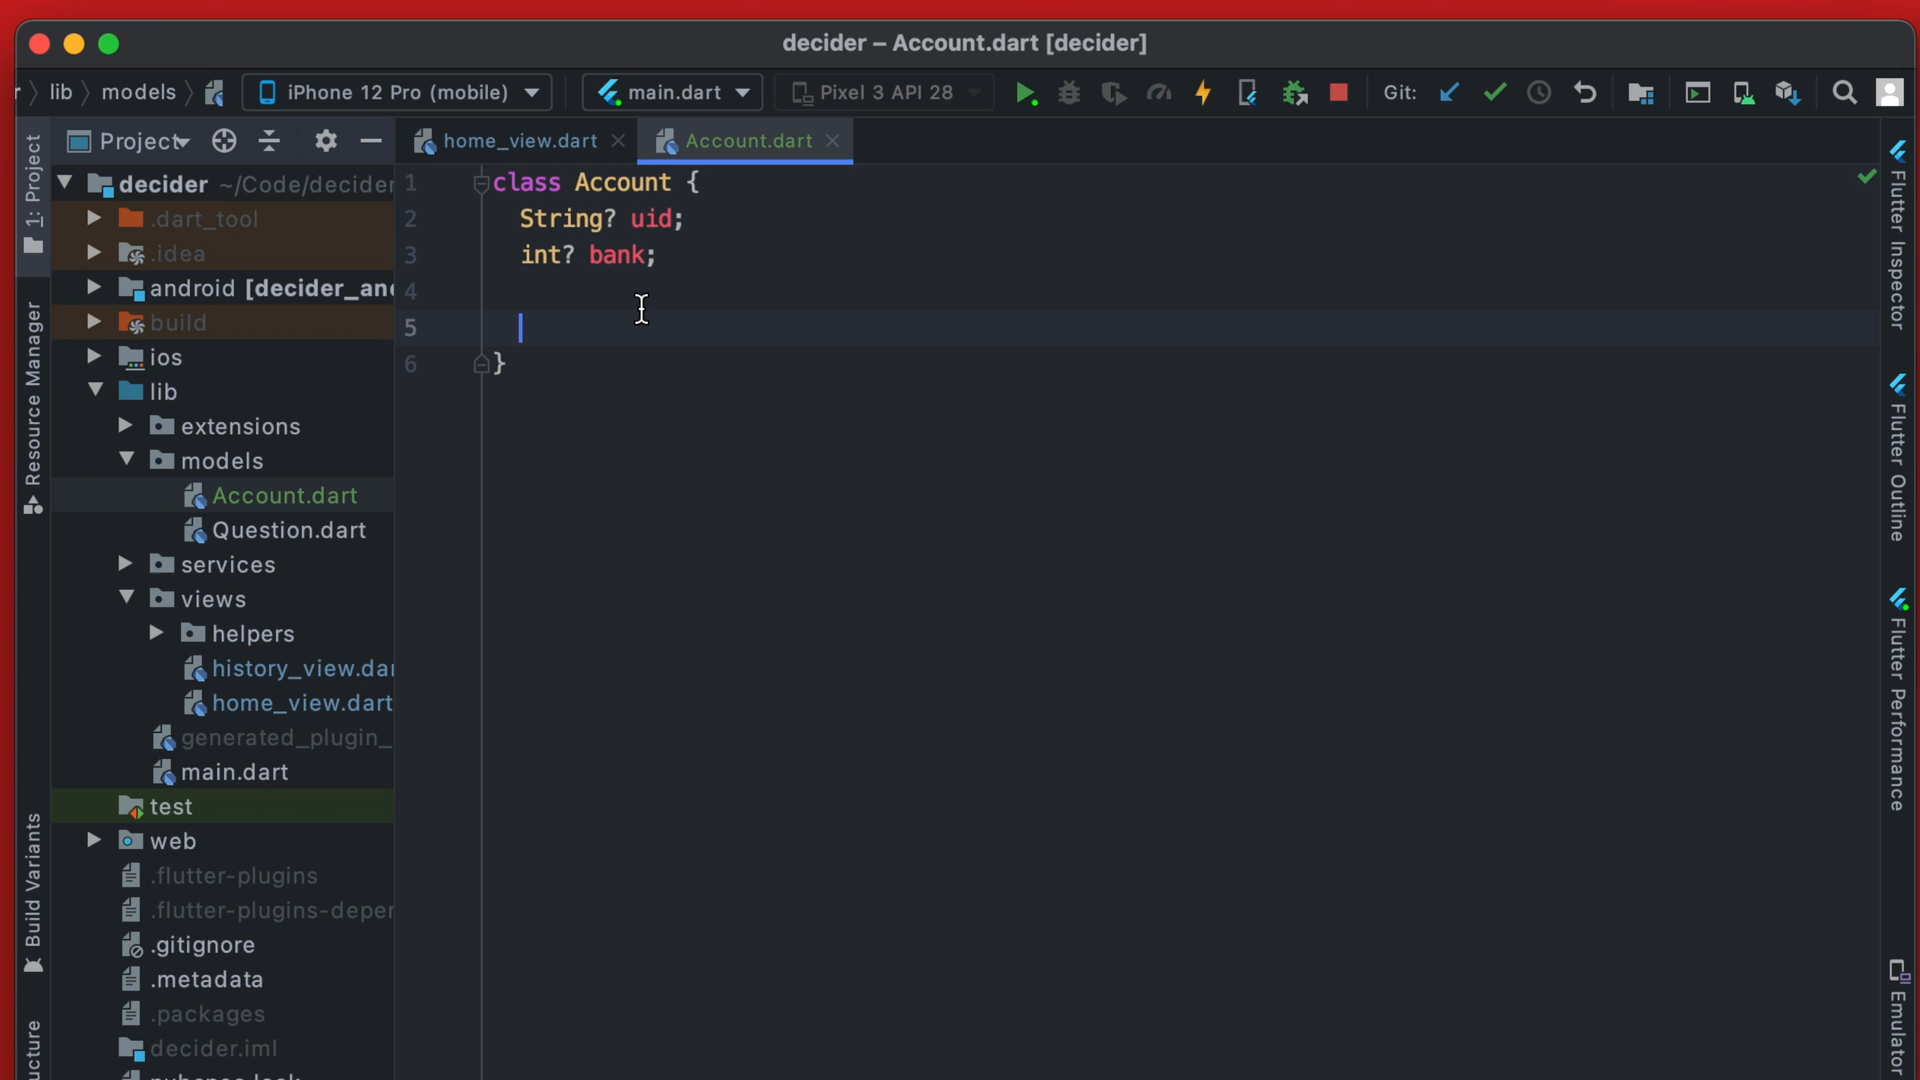 decider – Account.dart [decider]
r lib models iPhone 12 Pro (mobile) main.dart Pixel 3 API 28 Git:
Project
home_view.dart
Account.dart
1: Project
Resource Manager
Build Variants
ucture
decider ~/Code/decider
.dart_tool
.idea
android [decider_and
build
ios
lib
extensions
models
Account.dart
Question.dart
services
views
helpers
history_view.dar
home_view.dart
generated_plugin_
main.dart
test
web
.flutter-plugins
.flutter-plugins-deper
.gitignore
.metadata
.packages
decider.iml
1 class Account {
2 String? uid;
3 int? bank;
4
5
6 }
Flutter Inspector
Flutter Outline
Flutter Performance
Emulator